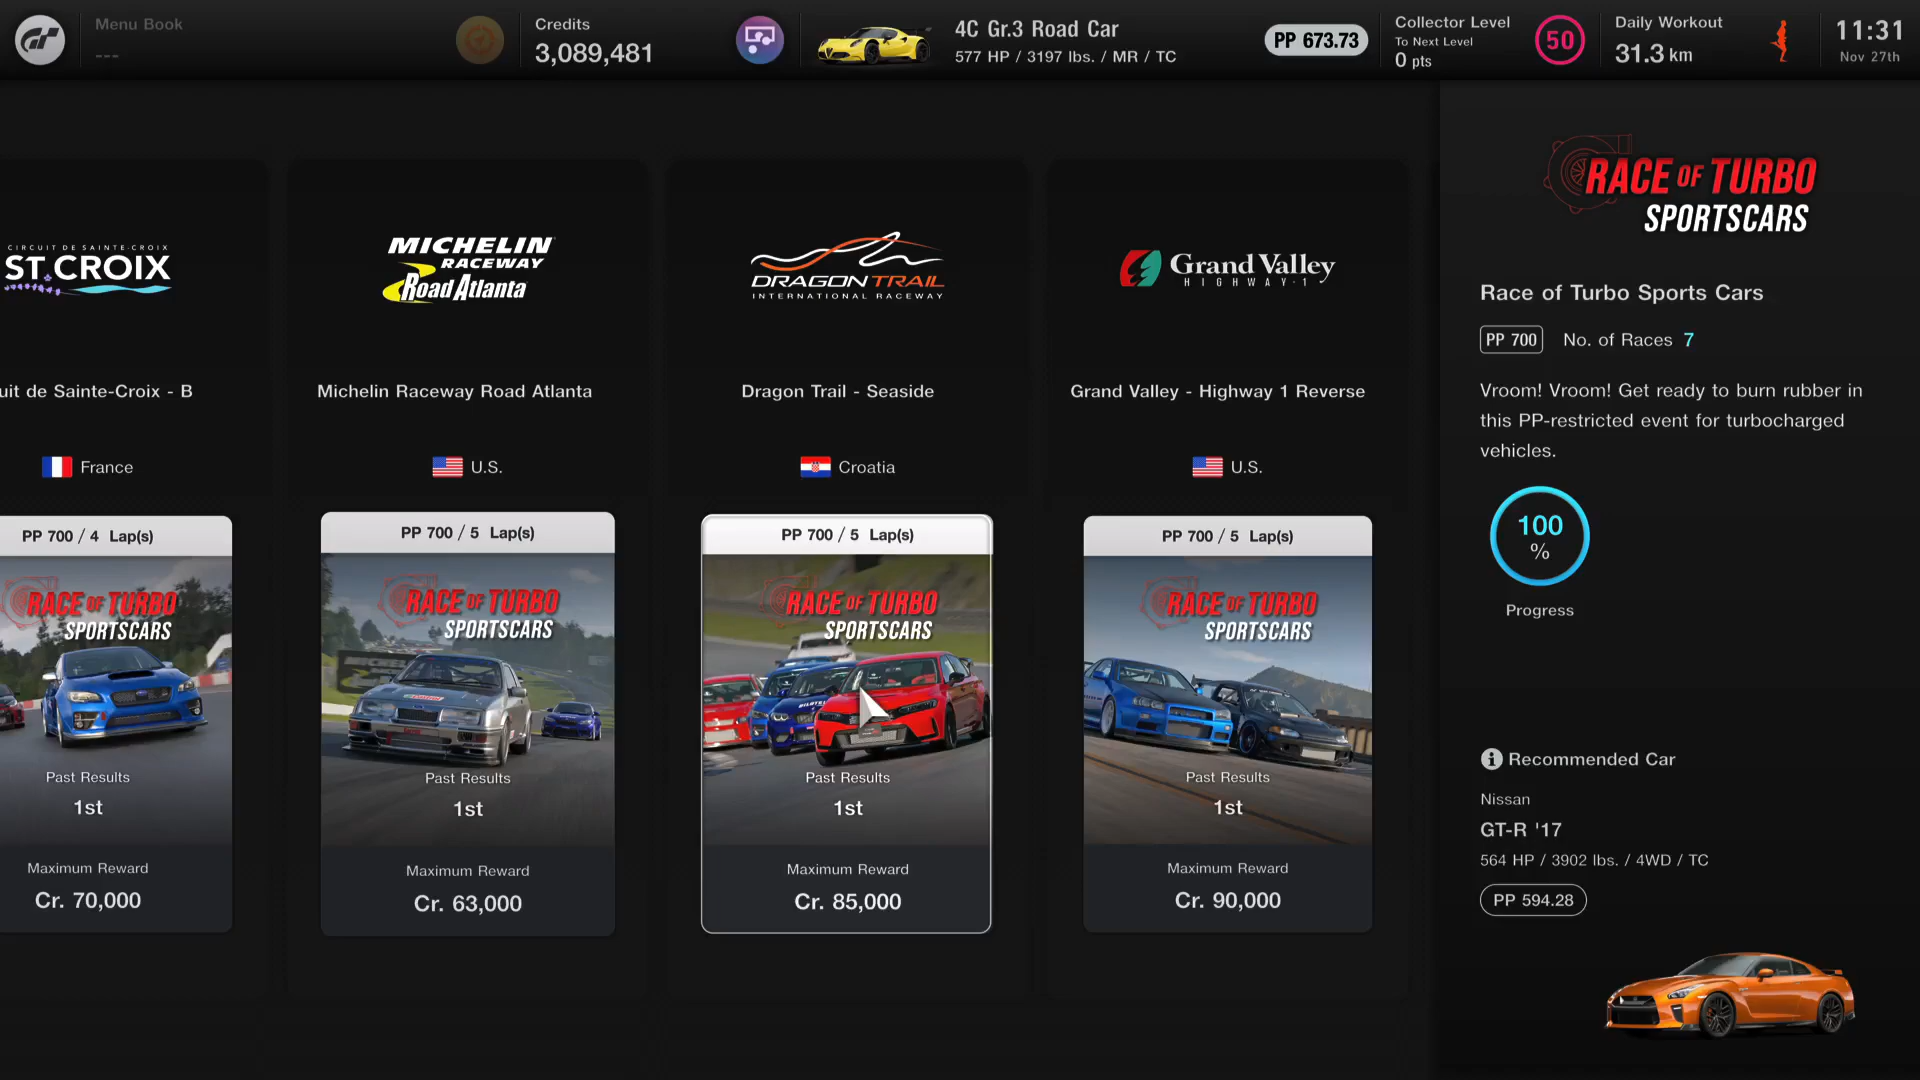 Menu Book
---
Credits
3,089,481
4C Gr.3 Road Car
577 HP / 3197 lbs. / MR / TC
PP 673.73
Collector Level
To Next Level
0 pts
50
Daily Workout
31.3 km
11:31
Nov 27th
CIRCUIT DE SAINTE-CROIX
ST.CROIX
uit de Sainte-Croix - B
France
PP 700 / 4 Lap(s)
RACE OF TURBO
SPORTSCARS
Past Results
1st
Maximum Reward
Cr. 70,000
MICHELIN
RACEWAY
Road Atlanta
Michelin Raceway Road Atlanta
U.S.
PP 700 / 5 Lap(s)
RACE OF TURBO
SPORTSCARS
Past Results
1st
Maximum Reward
Cr. 63,000
DRAGON TRAIL
INTERNATIONAL RACEWAY
Dragon Trail - Seaside
Croatia
PP 700 / 5 Lap(s)
RACE OF TURBO
SPORTSCARS
Past Results
1st
Maximum Reward
Cr. 85,000
Grand Valley
HIGHWAY·1
Grand Valley - Highway 1 Reverse
U.S.
PP 700 / 5 Lap(s)
RACE OF TURBO
SPORTSCARS
Past Results
1st
Maximum Reward
Cr. 90,000
RACE OF TURBO
SPORTSCARS
Race of Turbo Sports Cars
PP 700 No. of Races 7
Vroom! Vroom! Get ready to burn rubber in
this PP-restricted event for turbocharged
vehicles.
100
%
Progress
Recommended Car
Nissan
GT-R '17
564 HP / 3902 lbs. / 4WD / TC
PP 594.28